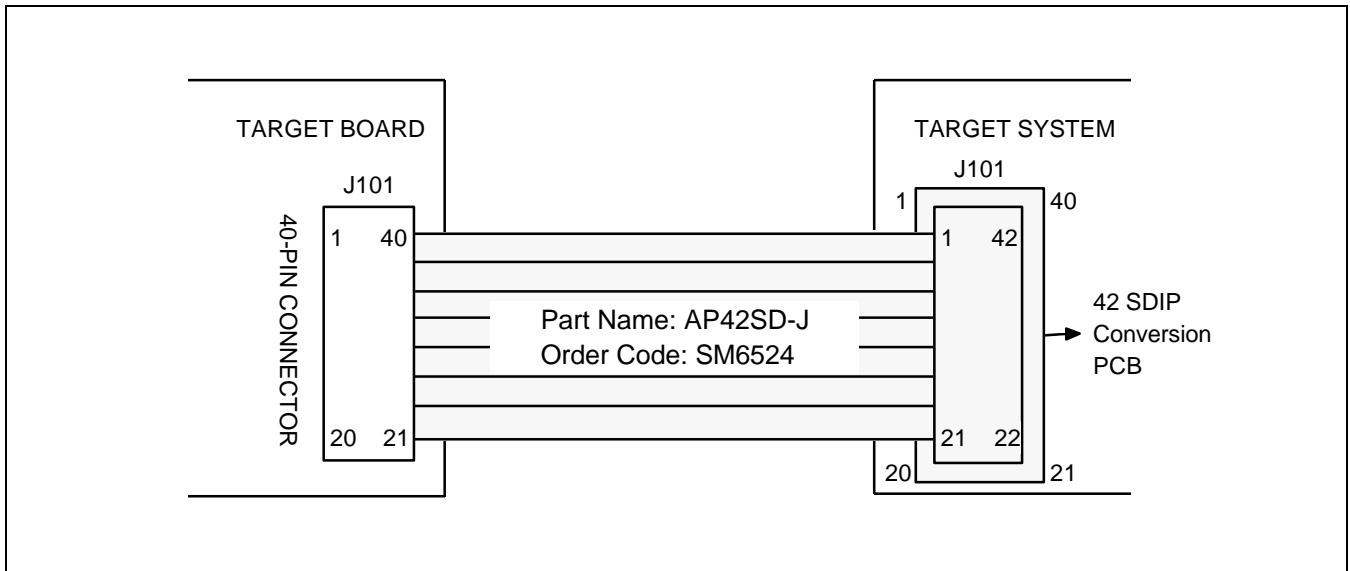 TARGET BOARD
J101
40-PIN CONNECTOR
1 40
20 21
Part Name: AP42SD-J
Order Code: SM6524
TARGET SYSTEM
J101
1 40
1 42
21 22
20 21
42 SDIP
Conversion
PCB